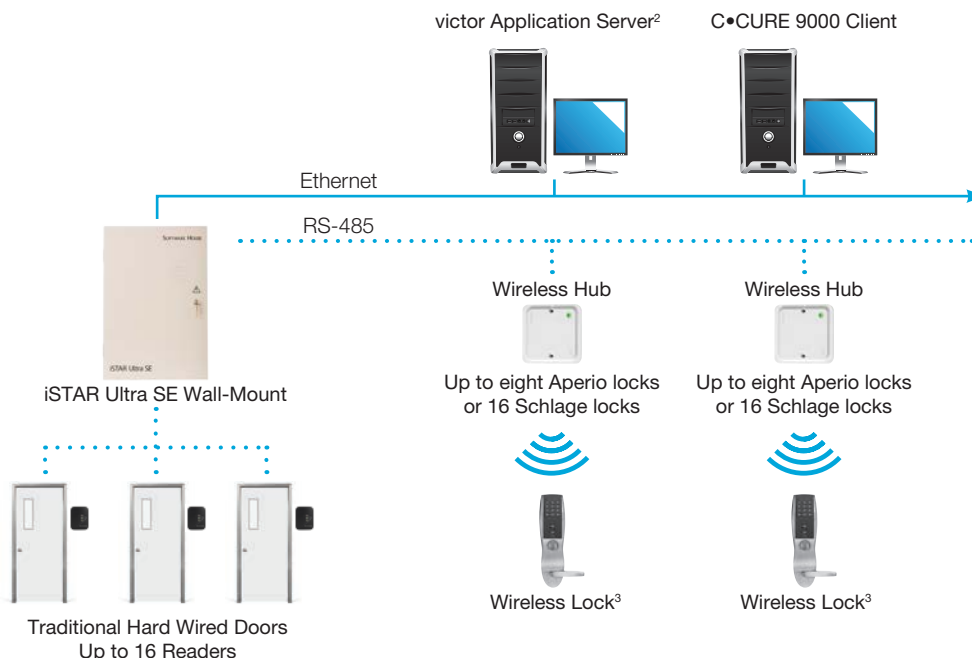 victor Application Server²
C•CURE 9000 Client
Ethernet
RS-485
SOFTWARE HOUSE
iSTAR Ultra SE
iSTAR Ultra SE Wall-Mount
Wireless Hub
Wireless Hub
Up to eight Aperio locks
or 16 Schlage locks
Up to eight Aperio locks
or 16 Schlage locks
Wireless Lock³
Wireless Lock³
Traditional Hard Wired Doors
Up to 16 Readers